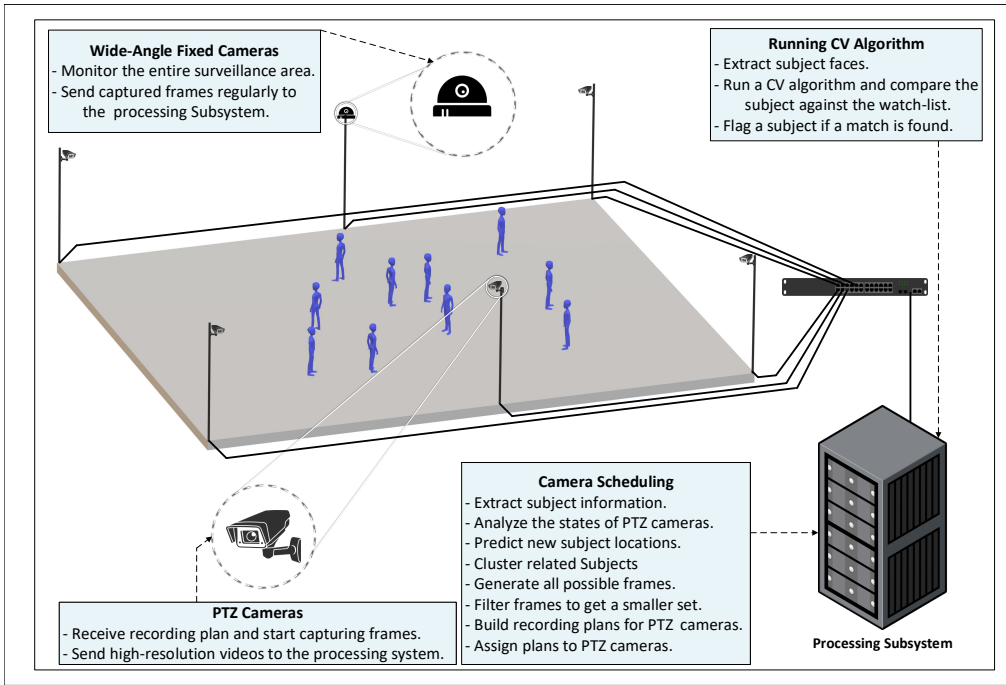 Wide-Angle Fixed Cameras
- Monitor the entire surveillance area.
- Send captured frames regularly to
the processing Subsystem.
Running CV Algorithm
- Extract subject faces.
- Run a CV algorithm and compare the
subject against the watch-list.
- Flag a subject if a match is found.
Camera Scheduling
- Extract subject information.
- Analyze the states of PTZ cameras.
- Predict new subject locations.
- Cluster related Subjects
- Generate all possible frames.
- Filter frames to get a smaller set.
- Build recording plans for PTZ cameras.
- Assign plans to PTZ cameras.
PTZ Cameras
- Receive recording plan and start capturing frames.
- Send high-resolution videos to the processing system.
Processing Subsystem